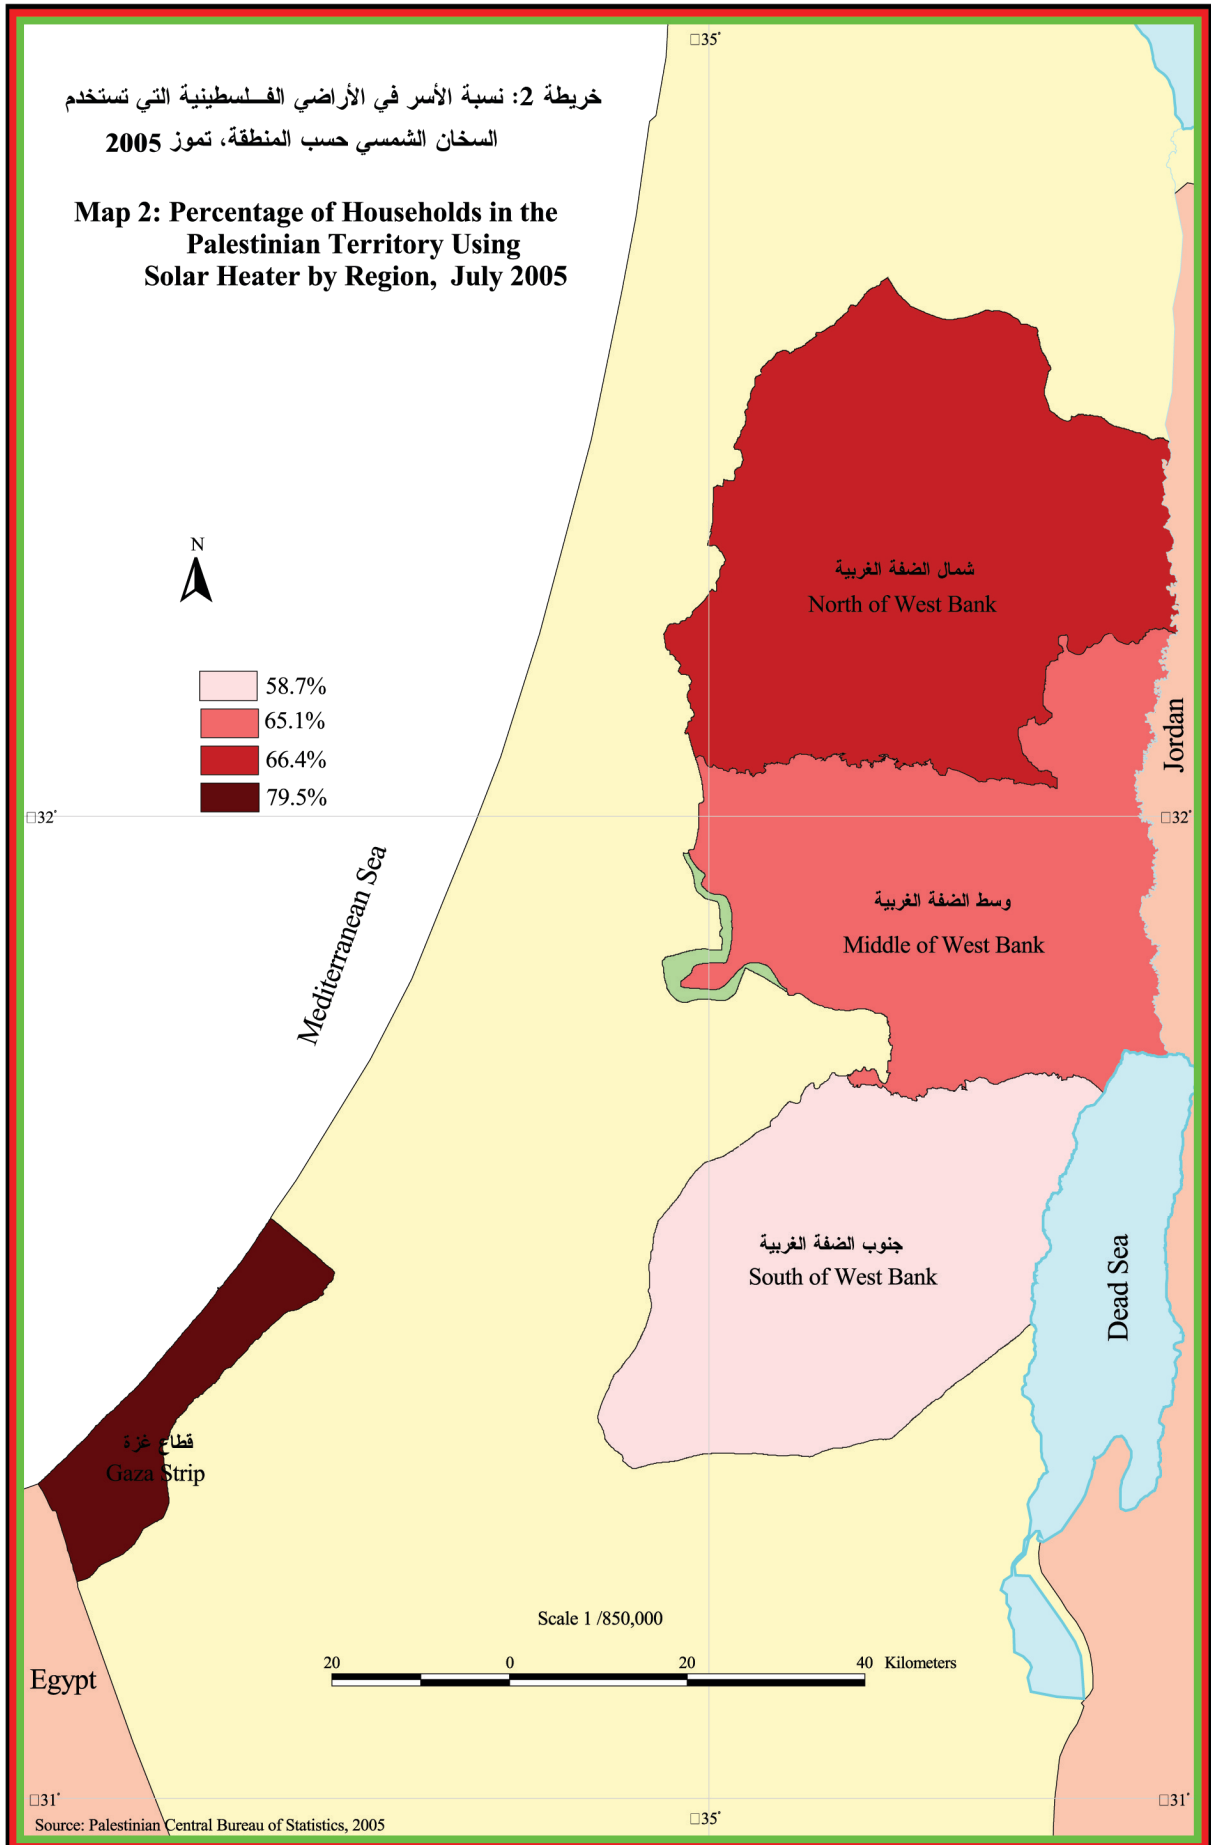 خريطة 2: نسبة الأسر في الأراضي الفـــلسطينية التي تستخدم
السخان الشمسي حسب المنطقة، تموز 2005
Map 2: Percentage of Households in the
Palestinian Territory Using
Solar Heater by Region, July 2005
□35°
N
58.7%
65.1%
66.4%
79.5%
شمال الضفة الغربية
North of West Bank
Jordan
□32°
□32°
Mediterranean Sea
وسط الضفة الغربية
Middle of West Bank
جنوب الضفة الغربية
South of West Bank
Dead Sea
قطاع غزة
Gaza Strip
Scale 1 /850,000
20 0 20 40 Kilometers
Egypt
□31°
□31°
□35°
Source: Palestinian Central Bureau of Statistics, 2005